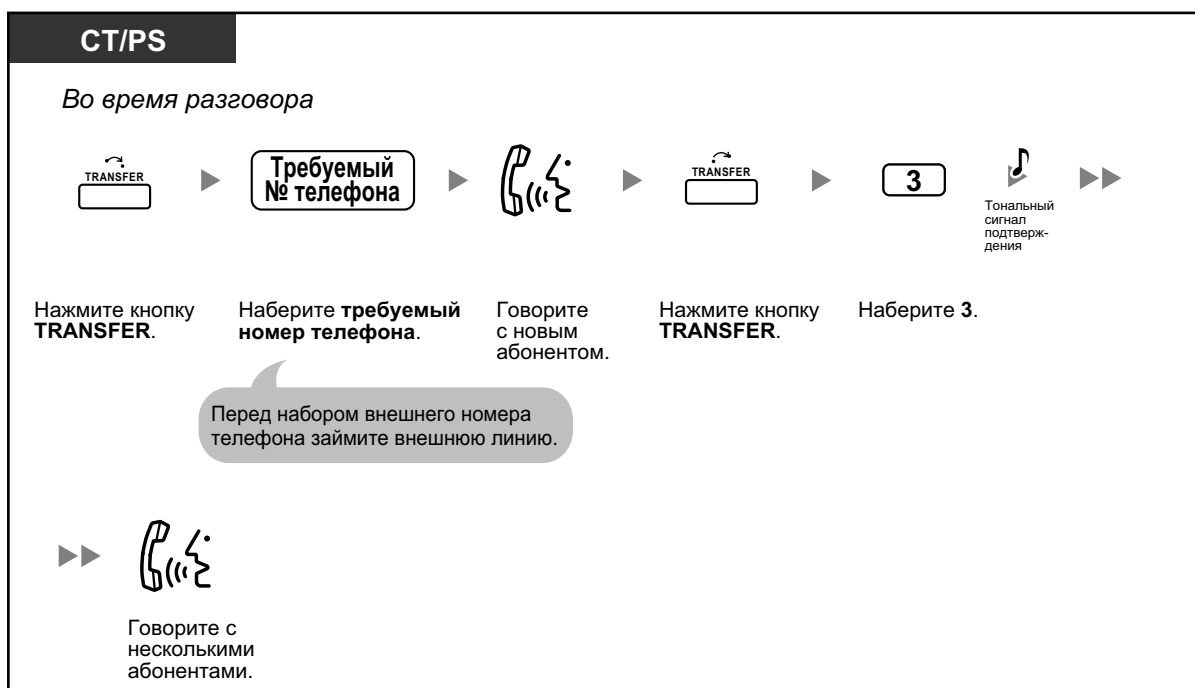 CT/PS
Во время разговора
TRANSFER
Требуемый
№ телефона
TRANSFER
3
Тональный
сигнал
подтверж-
дения
Нажмите кнопку
TRANSFER.
Наберите требуемый
номер телефона.
Говорите
с новым
абонентом.
Нажмите кнопку
TRANSFER.
Наберите 3.
Перед набором внешнего номера
телефона займите внешнюю линию.
Говорите с
несколькими
абонентами.